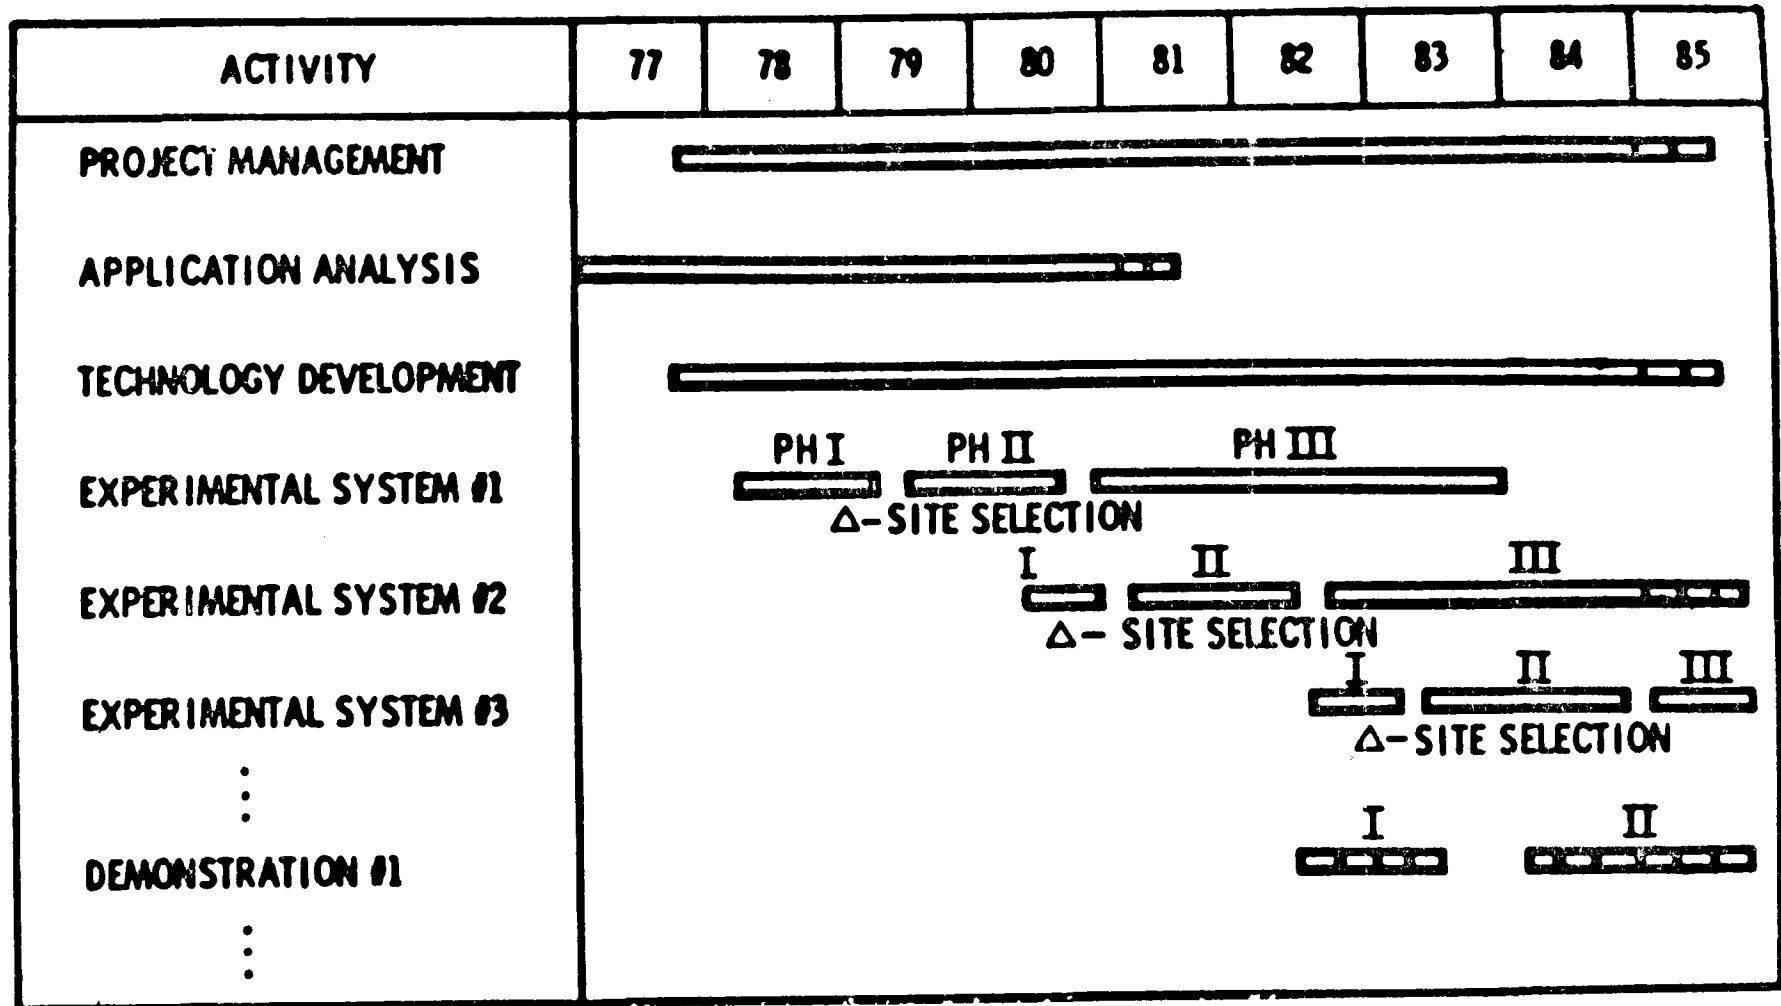 ACTIVITY 77 78 79 80 81 82 83 84 85
PROJECT MANAGEMENT
APPLICATION ANALYSIS
TECHNOLOGY DEVELOPMENT
PH I PH II PH III
EXPERIMENTAL SYSTEM #1
Δ-SITE SELECTION
I II III
EXPERIMENTAL SYSTEM #2
Δ- SITE SELECTION
I II III
EXPERIMENTAL SYSTEM #3
Δ-SITE SELECTION
I II
DEMONSTRATION #1